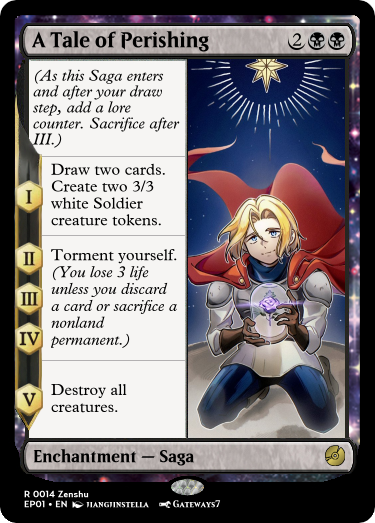 A Tale of Perishing 2
(As this Saga enters
and after your draw
step, add a lore
counter. Sacrifice after
III.)
I
Draw two cards.
Create two 3/3
white Soldier
creature tokens.
II
III
IV
Torment yourself.
(You lose 3 life
unless you discard
a card or sacrifice a
nonland
permanent.)
V
Destroy all
creatures.
Enchantment — Saga
R 0014 Zenshu
EP01 • EN JIANGJINSTELLA Gateways7